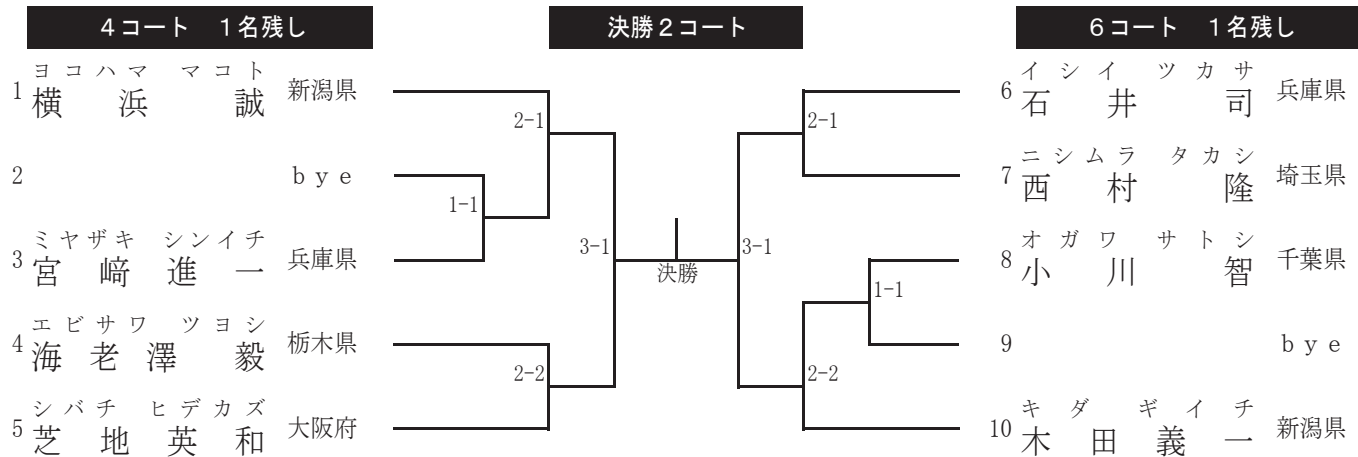 ４コート　１名残し
決勝２コート
６コート　１名残し
ヨコハマ　マコト
1 横浜　誠 新潟県
2 ｂｙｅ
ミヤザキ　シンイチ
3 宮﨑進一 兵庫県
エビサワ　ツヨシ
4 海老澤　毅 栃木県
シバチ　ヒデカズ
5 芝地英和 大阪府
2-1
1-1
3-1
2-2
決勝
2-1
3-1
1-1
2-2
イシイ　ツカサ
6 石井　司 兵庫県
ニシムラ　タカシ
7 西村　隆 埼玉県
オガワ　サトシ
8 小川　智 千葉県
9 ｂｙｅ
キダ　ギイチ
10 木田義一 新潟県